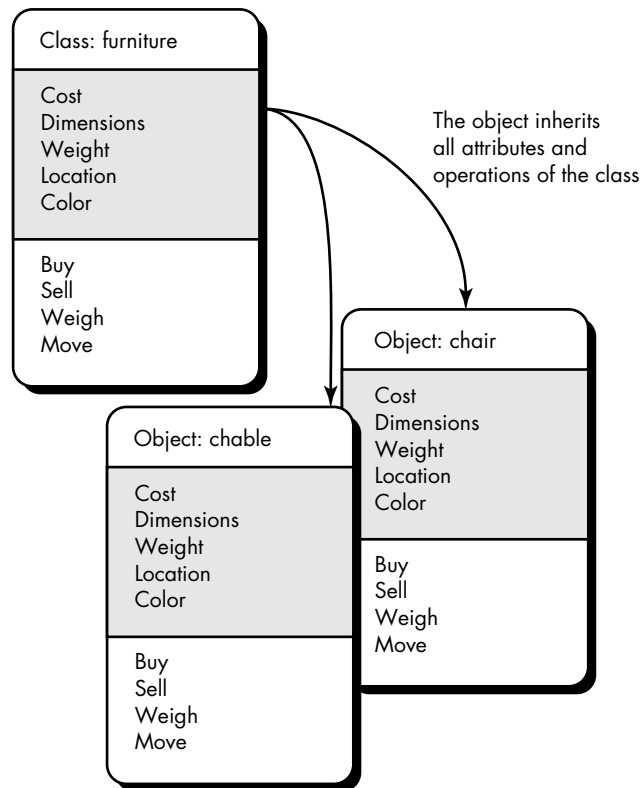 Class: furniture
Cost
Dimensions
Weight
Location
Color
Buy
Sell
Weigh
Move
The object inherits
all attributes and
operations of the class
Object: chair
Cost
Dimensions
Weight
Location
Color
Buy
Sell
Weigh
Move
Object: chable
Cost
Dimensions
Weight
Location
Color
Buy
Sell
Weigh
Move